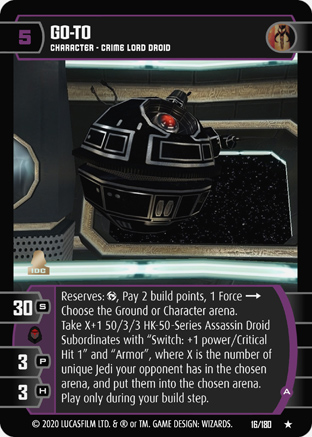 5 GO-TO
CHARACTER • CRIME LORD DROID
IDC
30 S
3 P
3 H
Reserves: , Pay 2 build points, 1 Force →
Choose the Ground or Character arena.
Take X+1 50/3/3 HK-50-Series Assassin Droid
Subordinates with “Switch: +1 power/Critical
Hit 1” and “Armor”, where X is the number of
unique Jedi your opponent has in the chosen
arena, and put them into the chosen arena.
Play only during your build step.
A
© 2020 LUCASFILM LTD. & ® or TM. GAME DESIGN: WIZARDS. 16/180 ★